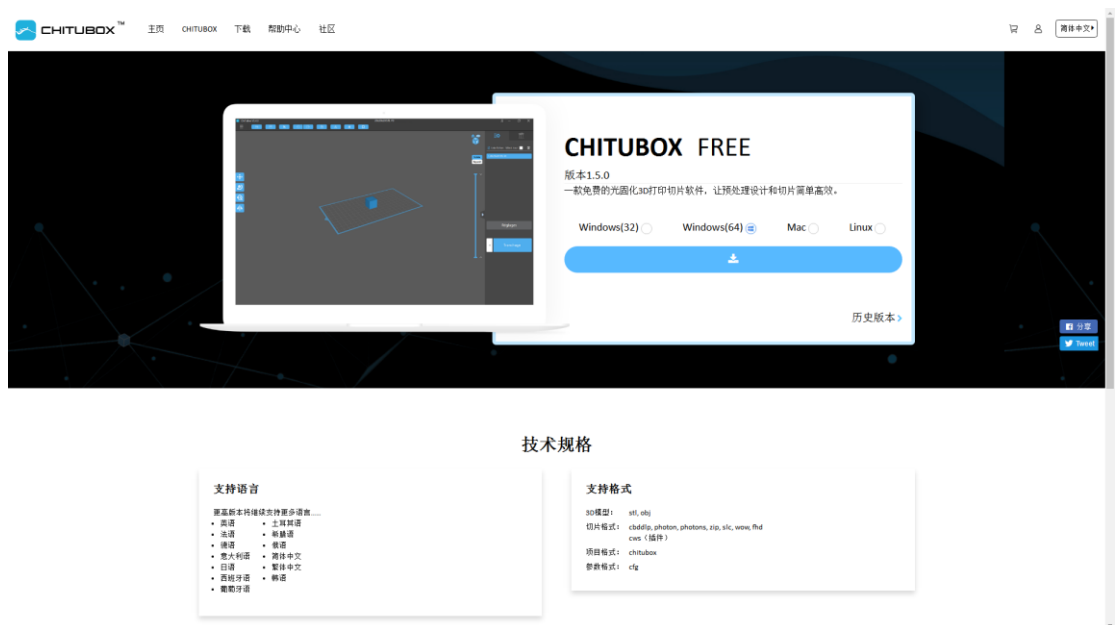 CHITUBOX™
主页 CHITUBOX 下载 帮助中心 社区
简体中文
CHITUBOX FREE
版本1.5.0
一款免费的光固化3D打印切片软件，让预处理设计和切片简单高效。
Windows(32) Windows(64) Mac Linux
历史版本
分享
Tweet
技术规格
支持语言
更高版本将继续支持更多语言......
• 英语
• 法语
• 德语
• 意大利语
• 日语
• 西班牙语
• 葡萄牙语
• 土耳其语
• 希腊语
• 俄语
• 简体中文
• 繁体中文
• 韩语
支持格式
3D模型： stl, obj
切片格式： cbddlp, photon, photons, zip, slc, wow, fhd
cws（插件）
项目格式： chitubox
参数格式： cfg